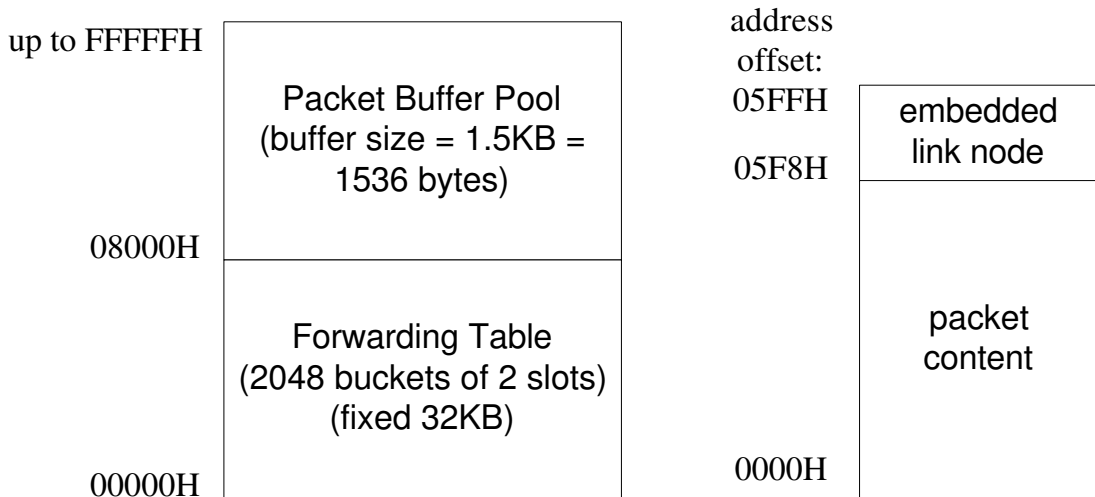 up to FFFFFH
Packet Buffer Pool
(buffer size = 1.5KB =
1536 bytes)
08000H
Forwarding Table
(2048 buckets of 2 slots)
(fixed 32KB)
00000H
address
offset:
05FFH
embedded
link node
05F8H
packet
content
0000H